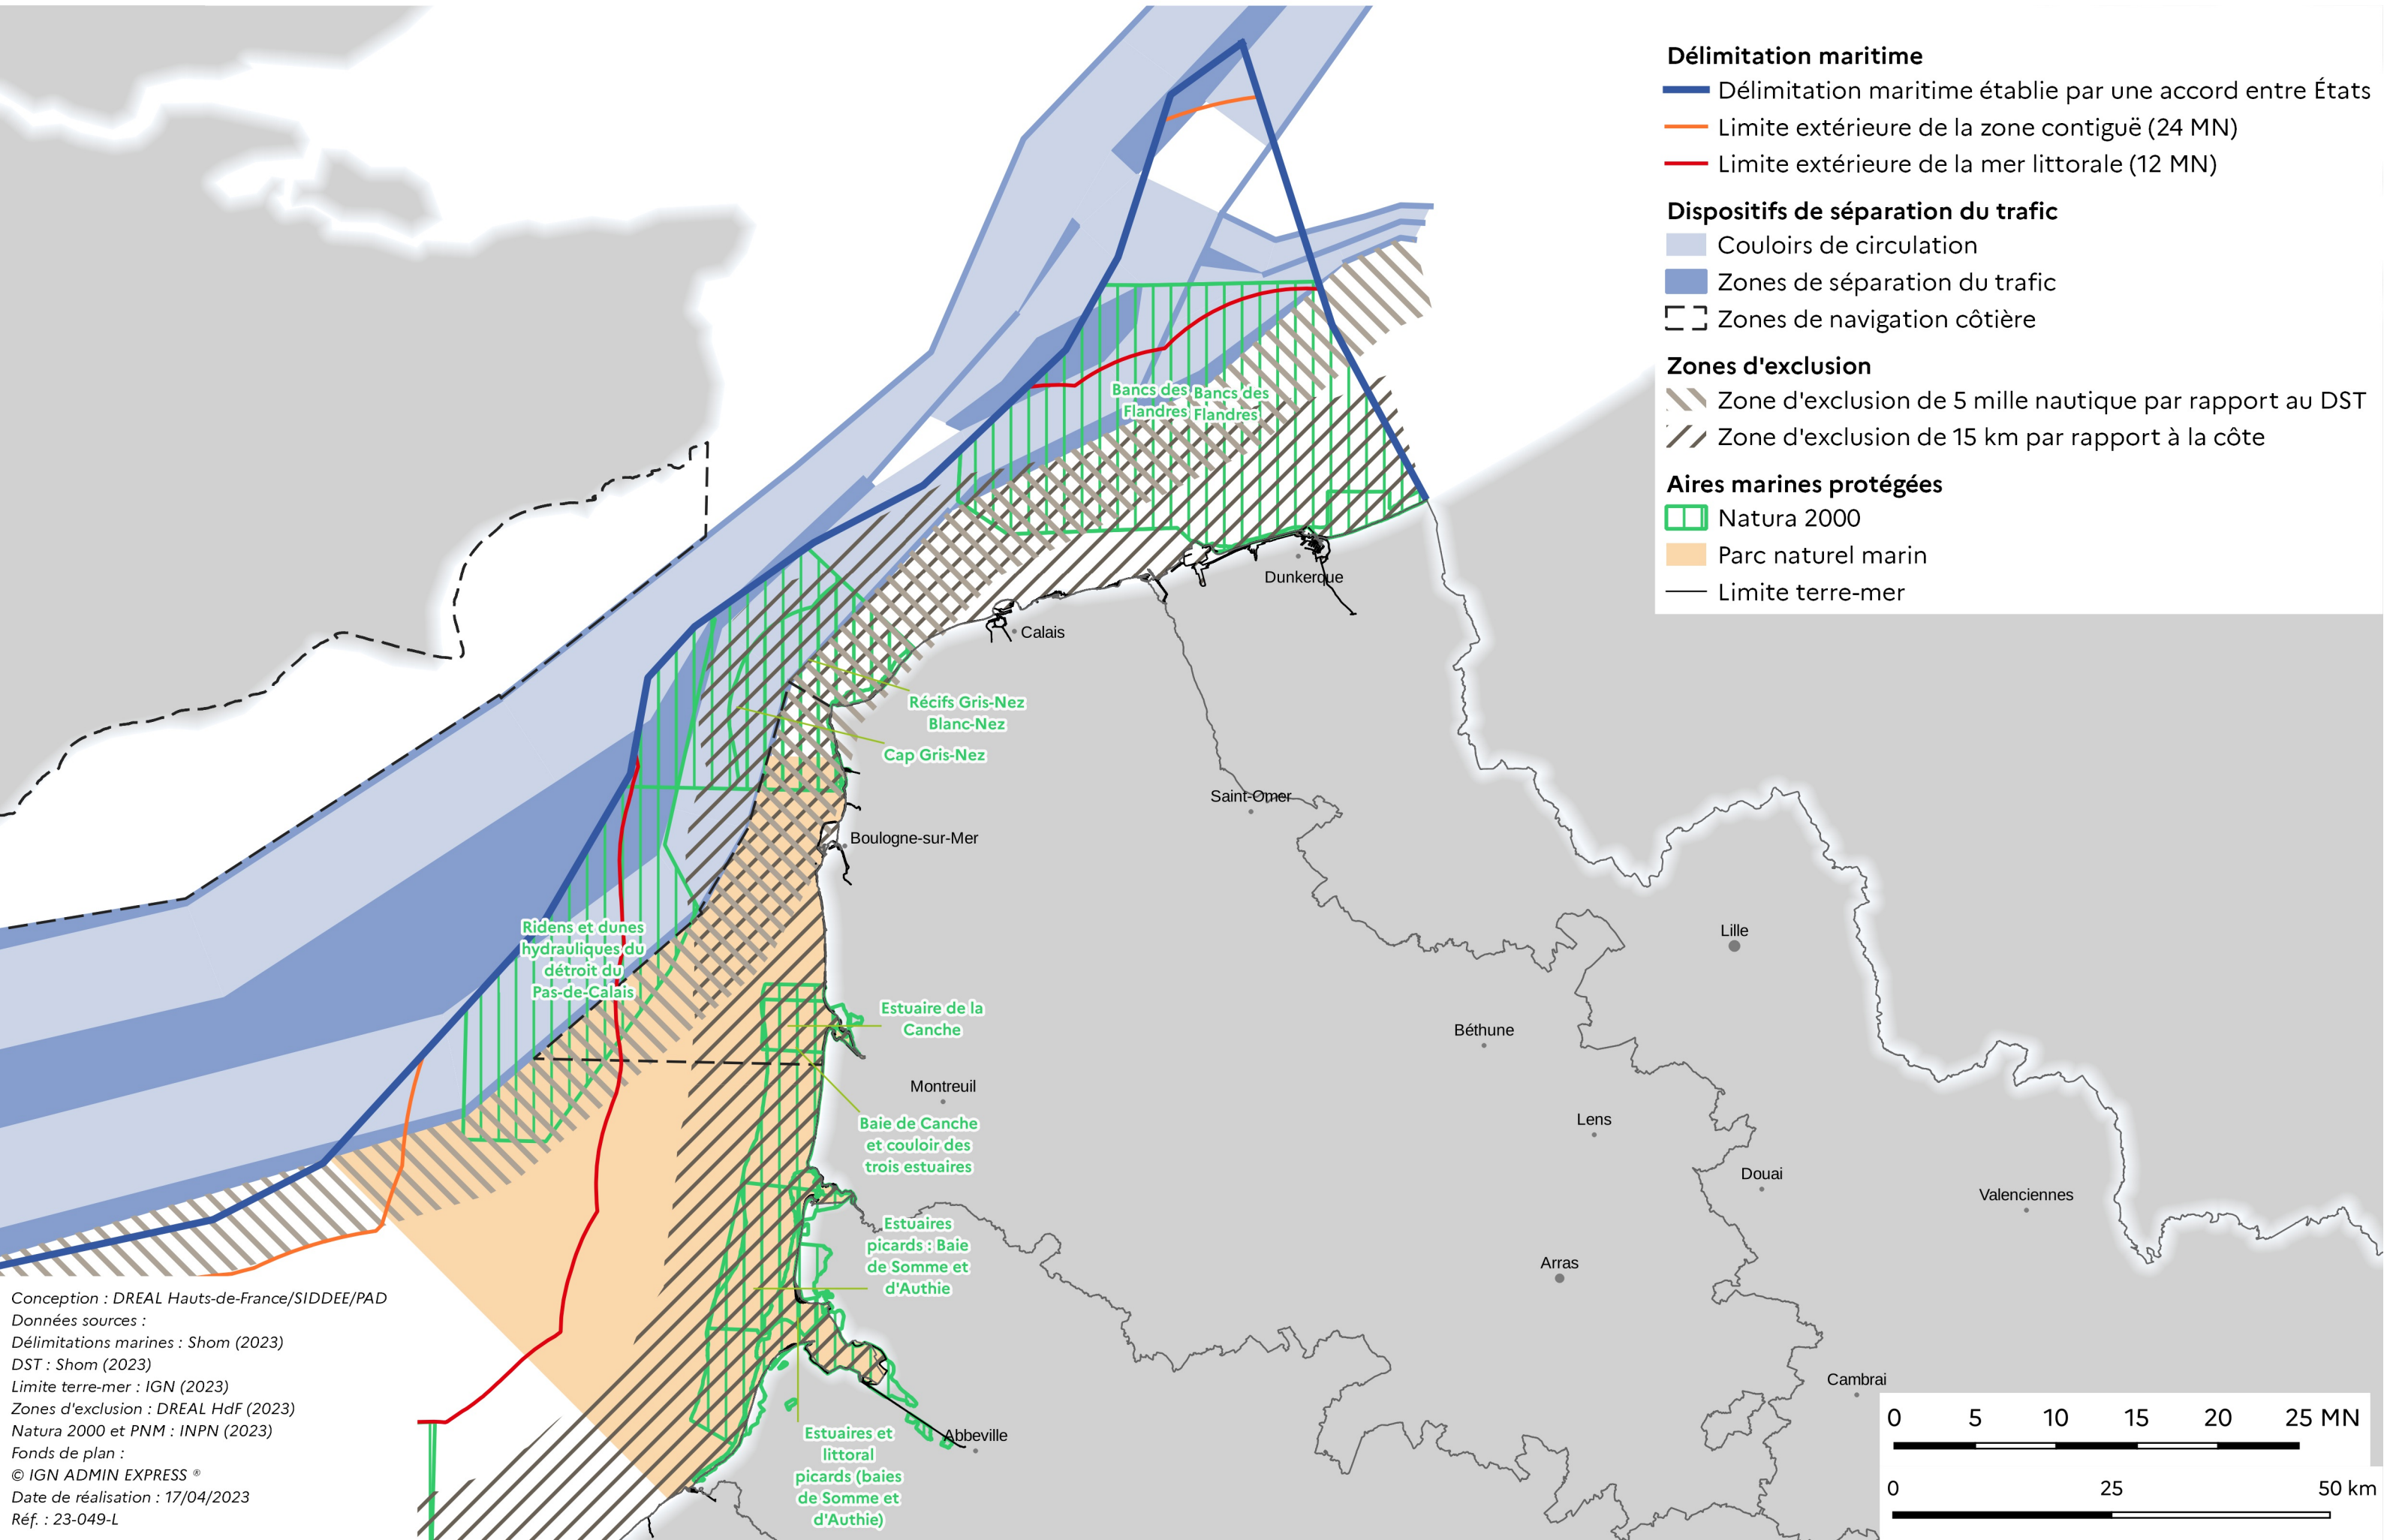 Délimitation maritime
Délimitation maritime établie par une accord entre États
Limite extérieure de la zone contiguë (24 MN)
Limite extérieure de la mer littorale (12 MN)
Dispositifs de séparation du trafic
Couloirs de circulation
Zones de séparation du trafic
Zones de navigation côtière
Zones d'exclusion
Zone d'exclusion de 5 mille nautique par rapport au DST
Zone d'exclusion de 15 km par rapport à la côte
Aires marines protégées
Natura 2000
Parc naturel marin
Limite terre-mer
Bancs des
Flandres
Bancs des
Flandres
Dunkerque
Calais
Récifs Gris-Nez
Blanc-Nez
Cap Gris-Nez
Saint-Omer
Boulogne-sur-Mer
Ridens et dunes
hydrauliques du
détroit du
Pas-de-Calais
Lille
Estuaire de la
Canche
Béthune
Montreuil
Baie de Canche
et couloir des
trois estuaires
Lens
Douai
Valenciennes
Estuaires
picards : Baie
de Somme et
d'Authie
Arras
Cambrai
Abbeville
Estuaires et
littoral
picards (baies
de Somme et
d'Authie)
Conception : DREAL Hauts-de-France/SIDDEE/PAD
Données sources :
Délimitations marines : Shom (2023)
DST : Shom (2023)
Limite terre-mer : IGN (2023)
Zones d'exclusion : DREAL HdF (2023)
Natura 2000 et PNM : INPN (2023)
Fonds de plan :
© IGN ADMIN EXPRESS ®
Date de réalisation : 17/04/2023
Réf. : 23-049-L
0 5 10 15 20 25 MN
0 25 50 km